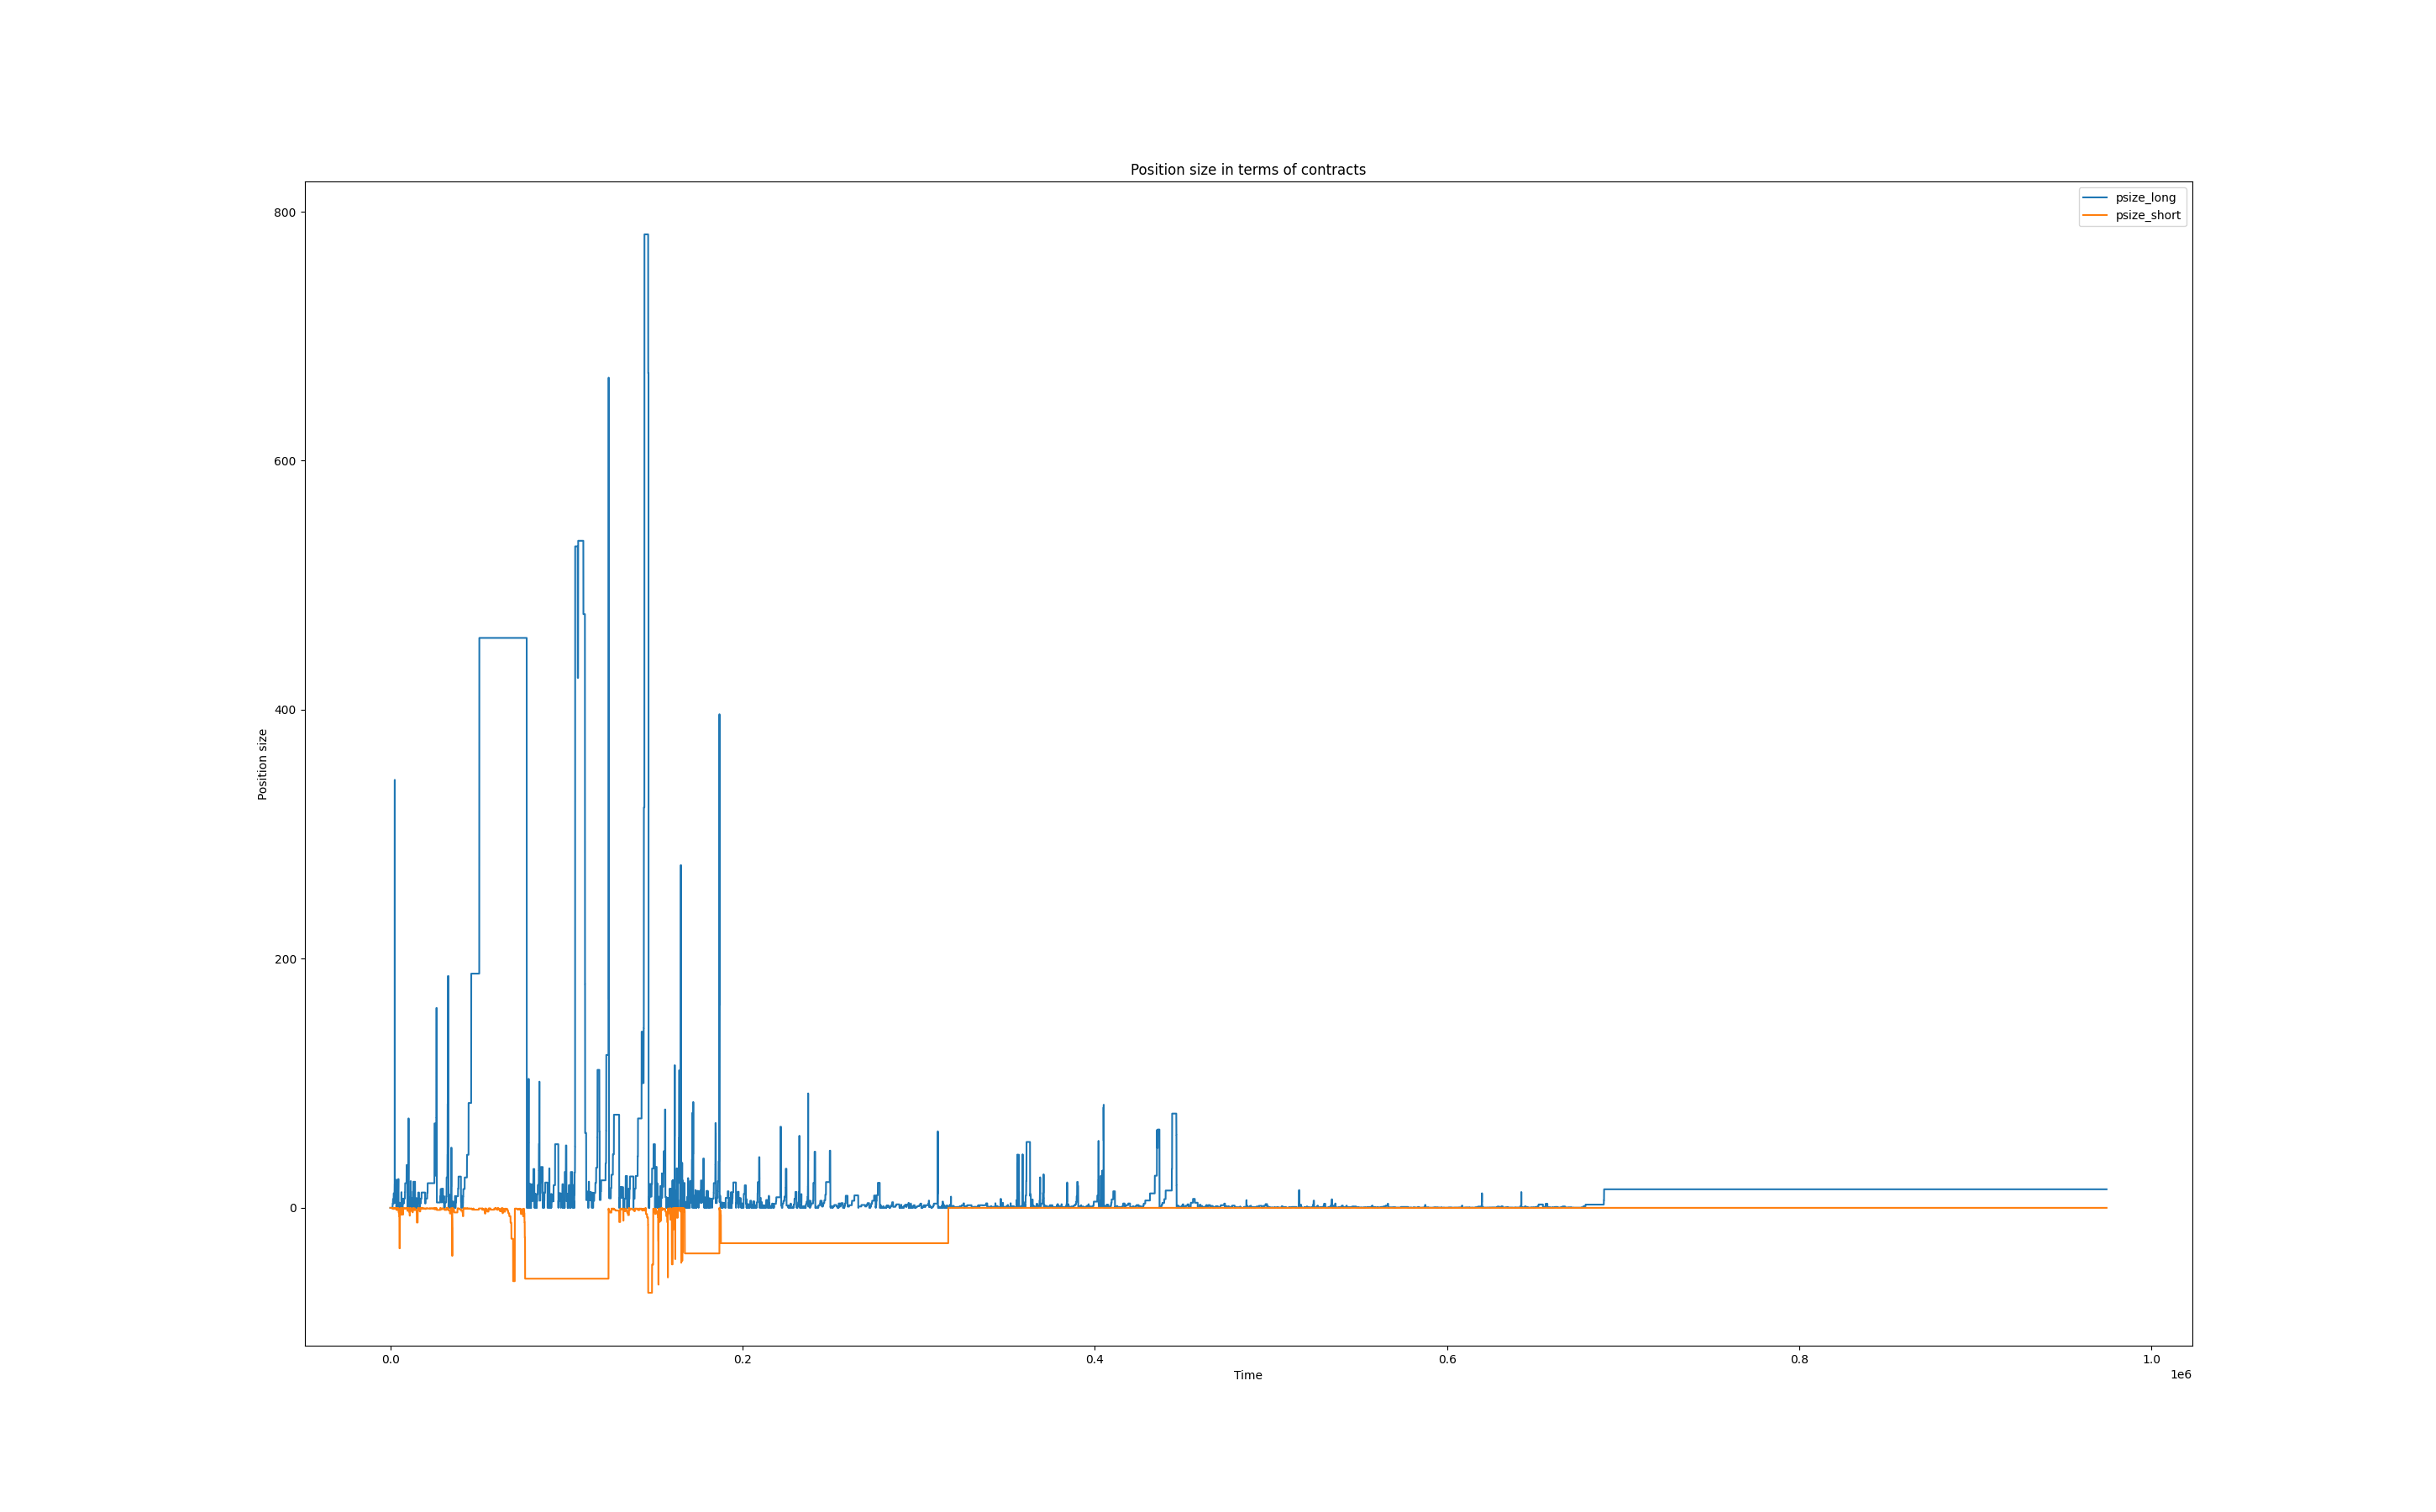 Position size in terms of contracts
psize_long
psize_short
800
600
400
200
0
Position size
0.0
0.2
0.4
0.6
0.8
1.0
Time
1e6